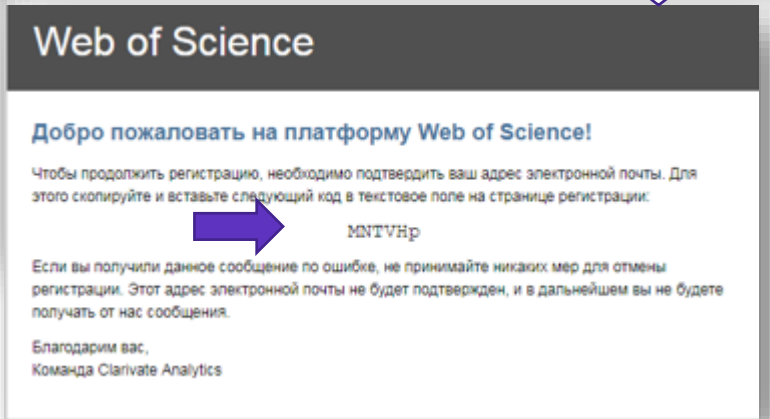 Web of Science
Добро пожаловать на платформу Web of Science!
Чтобы продолжить регистрацию, необходимо подтвердить ваш адрес электронной почты. Для
этого скопируйте и вставьте следующий код в текстовое поле на странице регистрации:
MNTVHp
Если вы получили данное сообщение по ошибке, не принимайте никаких мер для отмены
регистрации. Этот адрес электронной почты не будет подтвержден, и в дальнейшем вы не будете
получать от нас сообщения.
Благодарим вас,
Команда Clarivate Analytics